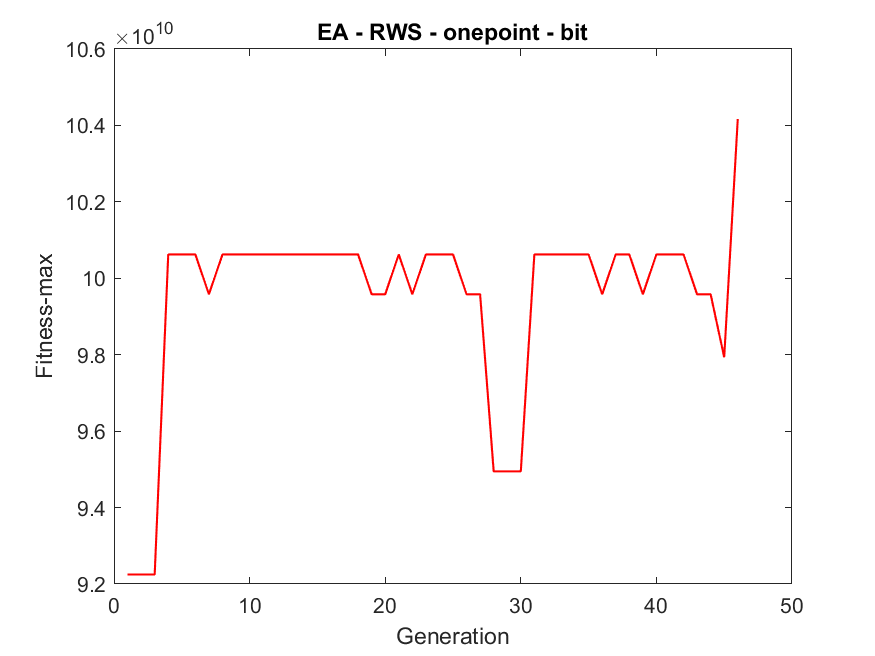 EA - RWS - onepoint - bit
×10^10
10.6
10.4
10.2
10
9.8
9.6
9.4
9.2
Fitness-max
0 10 20 30 40 50
Generation